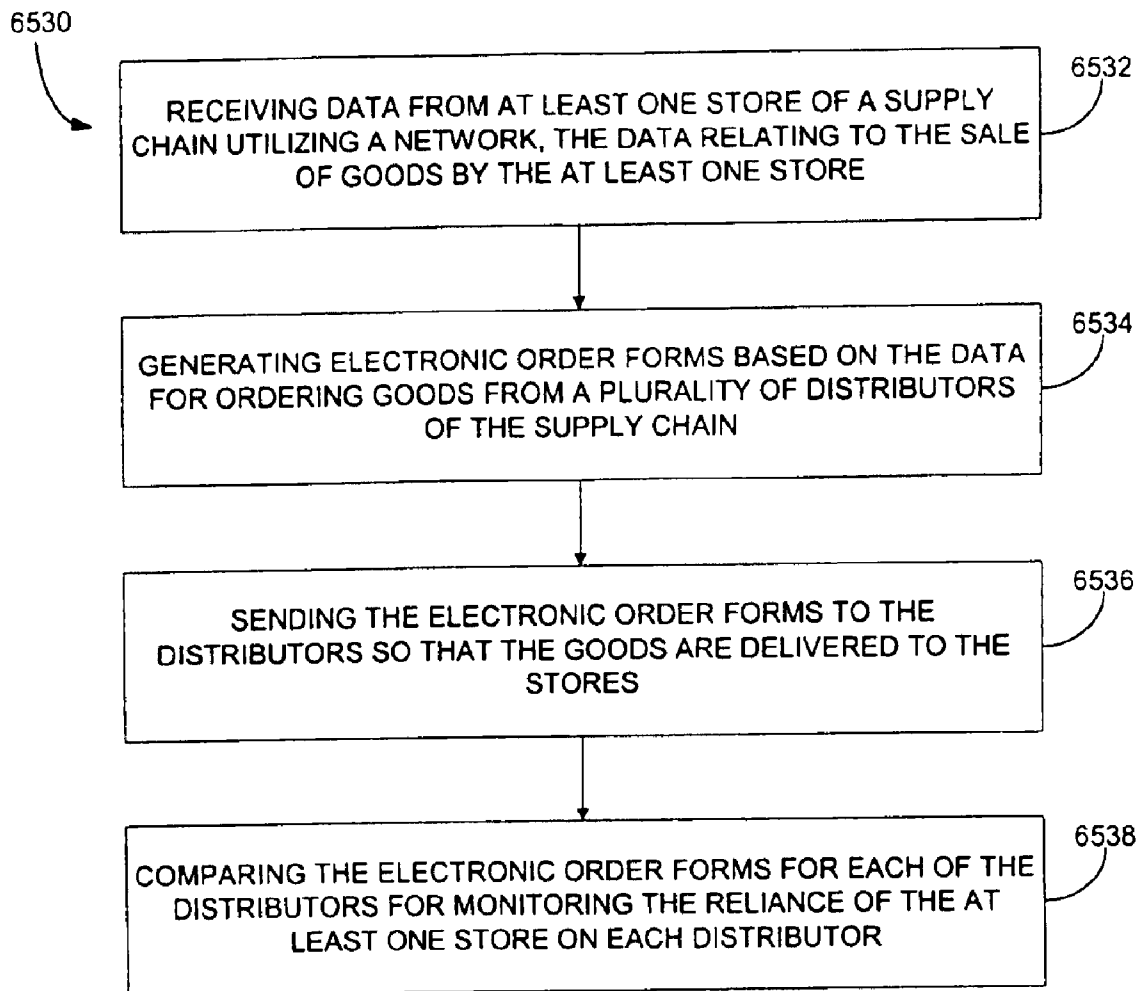 6530
6532
RECEIVING DATA FROM AT LEAST ONE STORE OF A SUPPLY
CHAIN UTILIZING A NETWORK, THE DATA RELATING TO THE SALE
OF GOODS BY THE AT LEAST ONE STORE
6534
GENERATING ELECTRONIC ORDER FORMS BASED ON THE DATA
FOR ORDERING GOODS FROM A PLURALITY OF DISTRIBUTORS
OF THE SUPPLY CHAIN
6536
SENDING THE ELECTRONIC ORDER FORMS TO THE
DISTRIBUTORS SO THAT THE GOODS ARE DELIVERED TO THE
STORES
6538
COMPARING THE ELECTRONIC ORDER FORMS FOR EACH OF THE
DISTRIBUTORS FOR MONITORING THE RELIANCE OF THE AT
LEAST ONE STORE ON EACH DISTRIBUTOR